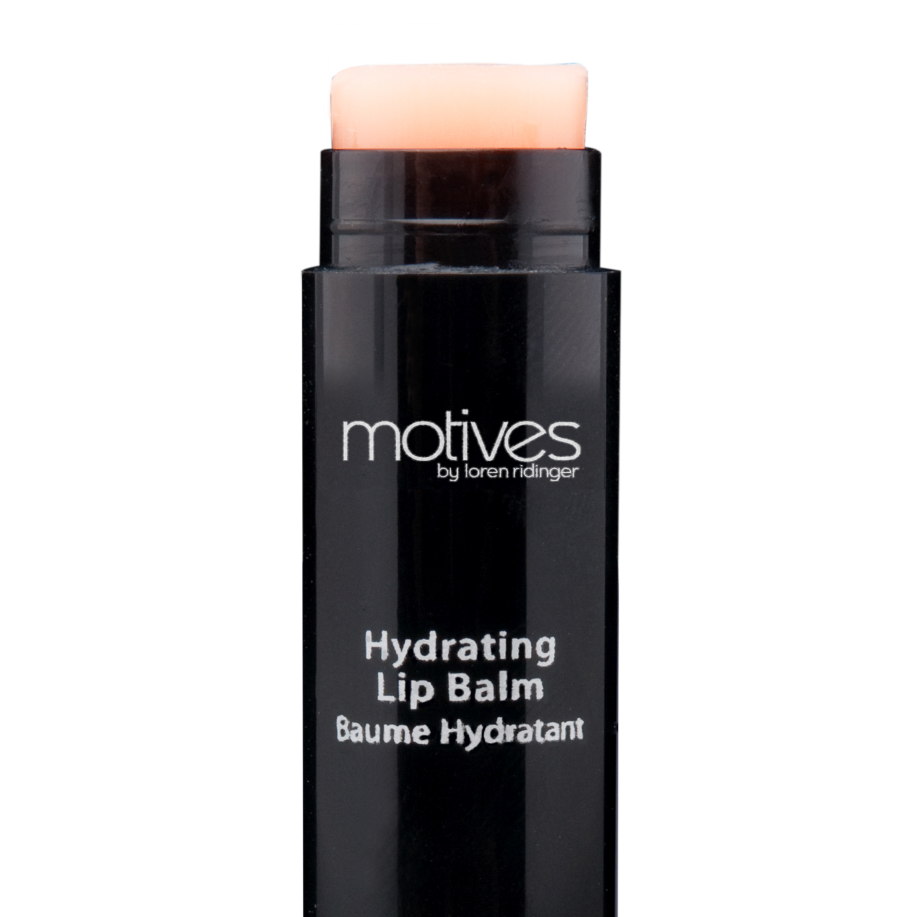 motives
by loren ridinger
Hydrating
Lip Balm
Baume Hydratant